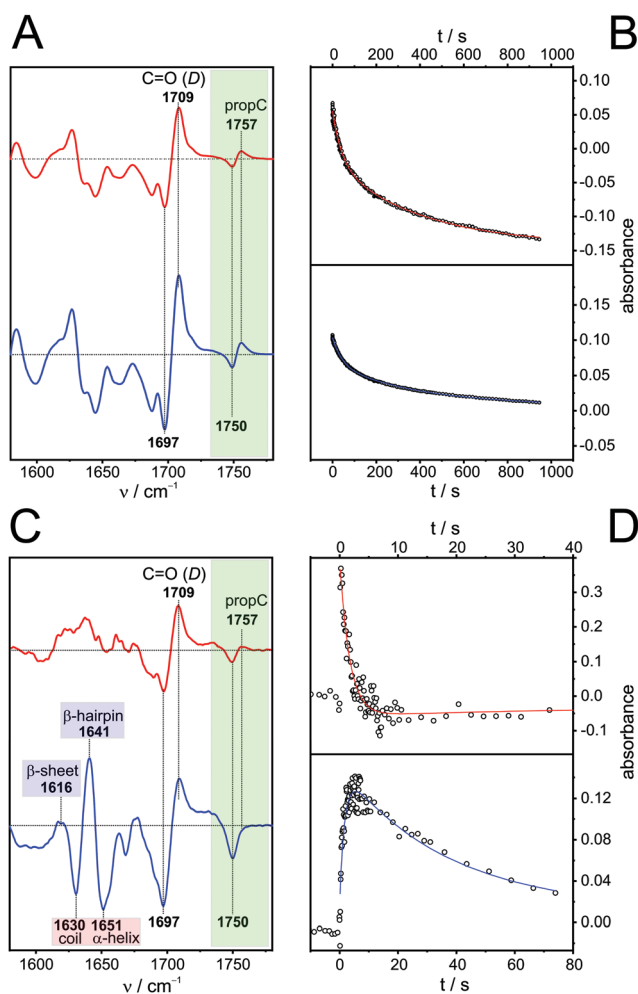 A
C=O (D)
1709
propC
1757
1697
1750
1600 1650 1700 1750
ν / cm⁻¹
B
t / s
0 200 400 600 800 1000
0.10
0.05
0.00
-0.05
-0.10
-0.15
0.15
0.10
0.05
0.00
-0.05
absorbance
0 200 400 600 800 1000
t / s
C
C=O (D)
1709
propC
1757
β-hairpin
1641
β-sheet
1616
1630 1651
coil α-helix
1697
1750
1600 1650 1700 1750
ν / cm⁻¹
D
t / s
0 10 20 30 40
0.3
0.2
0.1
0.0
-0.1
0.12
0.08
0.04
0.00
absorbance
0 20 40 60 80
t / s